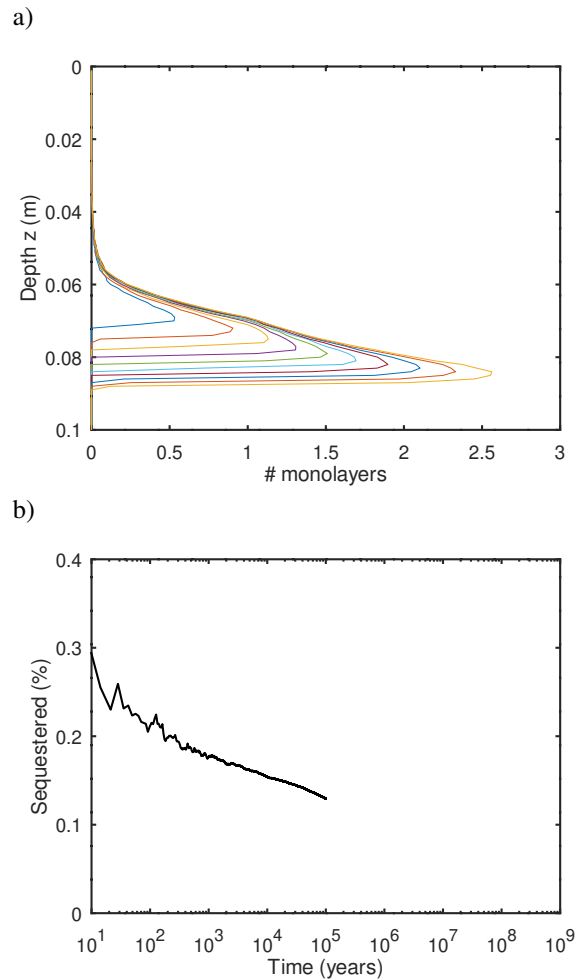 a)
0
0.02
0.04
0.06
0.08
0.1
Depth z (m)
0 0.5 1 1.5 2 2.5 3
# monolayers
b)
0.4
0.3
0.2
0.1
0
Sequestered (%)
10^1 10^2 10^3 10^4 10^5 10^6 10^7 10^8 10^9
Time (years)